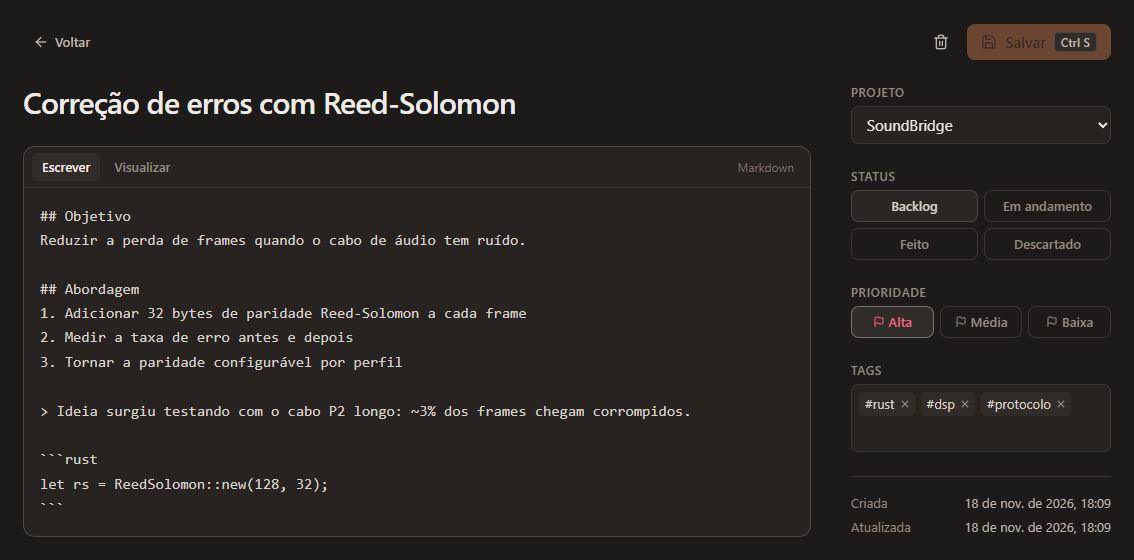 Voltar
Salvar Ctrl S
Correção de erros com Reed-Solomon
Escrever Visualizar Markdown
## Objetivo
Reduzir a perda de frames quando o cabo de áudio tem ruído.
## Abordagem
1. Adicionar 32 bytes de paridade Reed-Solomon a cada frame
2. Medir a taxa de erro antes e depois
3. Tornar a paridade configurável por perfil
> Ideia surgiu testando com o cabo P2 longo: ~3% dos frames chegam corrompidos.
```rust
let rs = ReedSolomon::new(128, 32);
```
PROJETO
SoundBridge
STATUS
Backlog Em andamento
Feito Descartado
PRIORIDADE
Alta Média Baixa
TAGS
#rust × #dsp × #protocolo ×
Criada 18 de nov. de 2026, 18:09
Atualizada 18 de nov. de 2026, 18:09